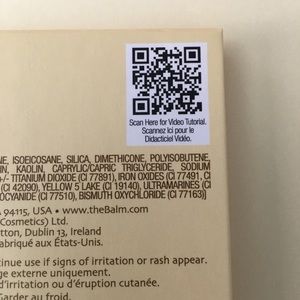 Scan Here for Video Tutorial.
Scannez ici pour le
Didacticiel Vidéo.
NE, ISOEICOSANE, SILICA, DIMETHICONE, POLYISOBUTENE,
IN, KAOLIN, CAPRYLIC/CAPRIC TRIGLYCERIDE, SODIUM
+/- TITANIUM DIOXIDE (CI 77891), IRON OXIDES (CI 77491, CI
(CI 42090), YELLOW 5 LAKE (CI 19140), ULTRAMARINES (CI
OCYANIDE (CI 77510), BISMUTH OXYCHLORIDE (CI 77163)]
94115, USA • www.theBalm.com
Cosmetics) Ltd.
tton, Dublin 13, Ireland
abriqué aux États-Unis.
ntinue use if signs of irritation or rash appear.
ge externe uniquement.
d'irritation ou d'éruption cutanée.
Garder au froid.